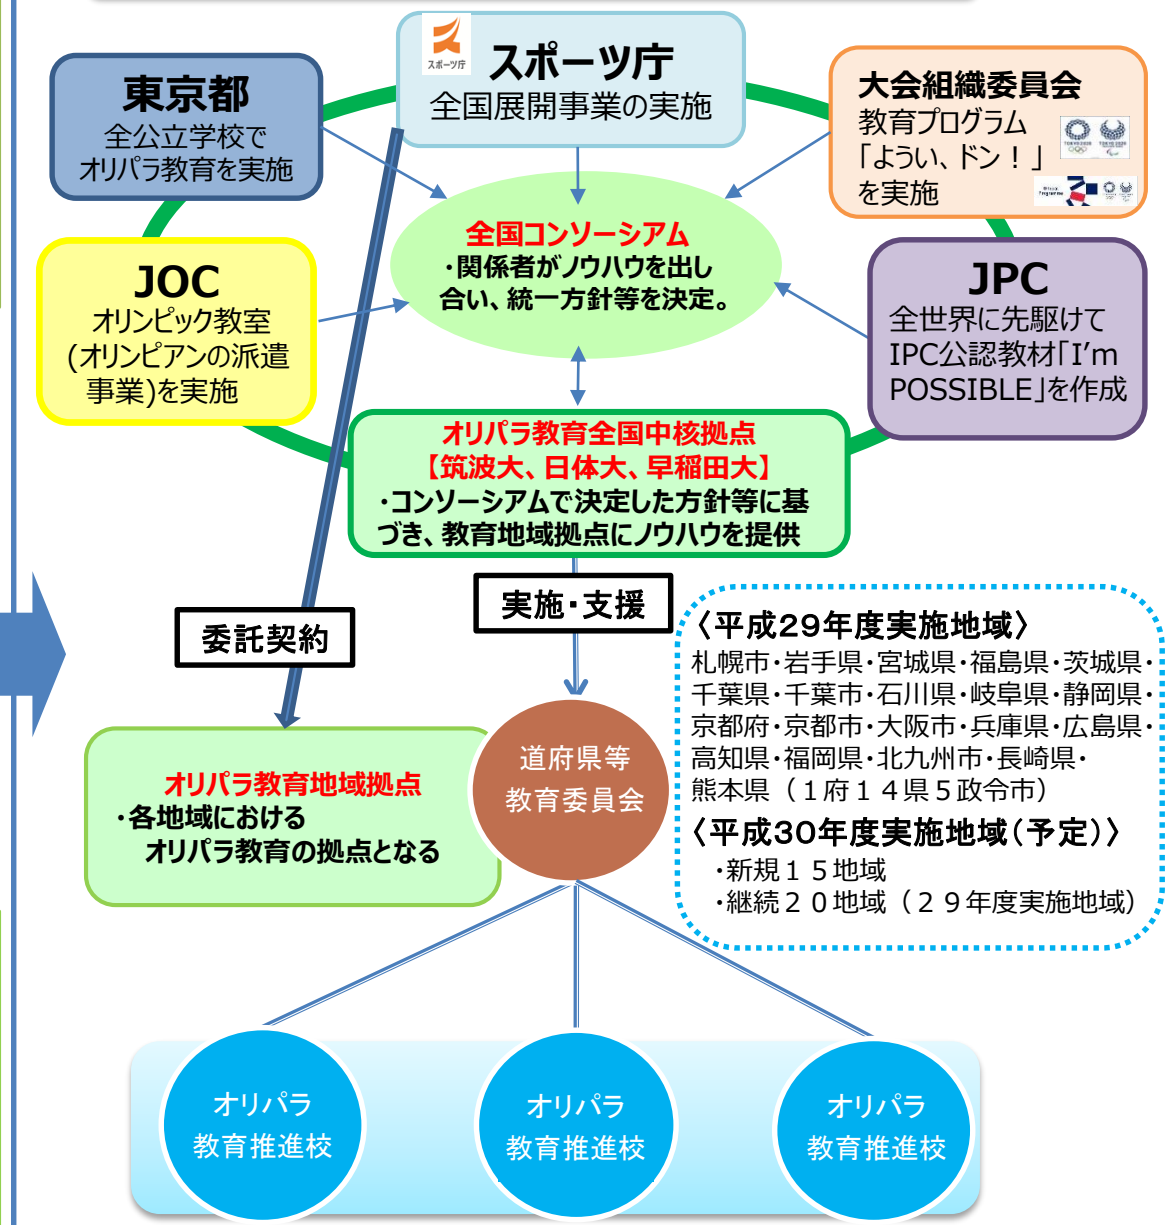 スポーツ庁
スポーツ庁
全国展開事業の実施
東京都
全公立学校で
オリパラ教育を実施
大会組織委員会
教育プログラム
「ようい、ドン！」
を実施
TOKYO 2020
TOKYO 2020
全国コンソーシアム
・関係者がノウハウを出し
合い、統一方針等を決定。
JOC
オリンピック教室
(オリンピアンの派遣
事業)を実施
JPC
全世界に先駆けて
IPC公認教材「I'm
POSSIBLE」を作成
オリパラ教育全国中核拠点
【筑波大、日体大、早稲田大】
・コンソーシアムで決定した方針等に基
づき、教育地域拠点にノウハウを提供
委託契約
実施・支援
〈平成29年度実施地域〉
札幌市・岩手県・宮城県・福島県・茨城県・
千葉県・千葉市・石川県・岐阜県・静岡県・
京都府・京都市・大阪市・兵庫県・広島県・
高知県・福岡県・北九州市・長崎県・
熊本県（１府１４県５政令市）
〈平成30年度実施地域(予定)〉
・新規１５地域
・継続２０地域（２９年度実施地域）
オリパラ教育地域拠点
・各地域における
オリパラ教育の拠点となる
道府県等
教育委員会
オリパラ
教育推進校
オリパラ
教育推進校
オリパラ
教育推進校